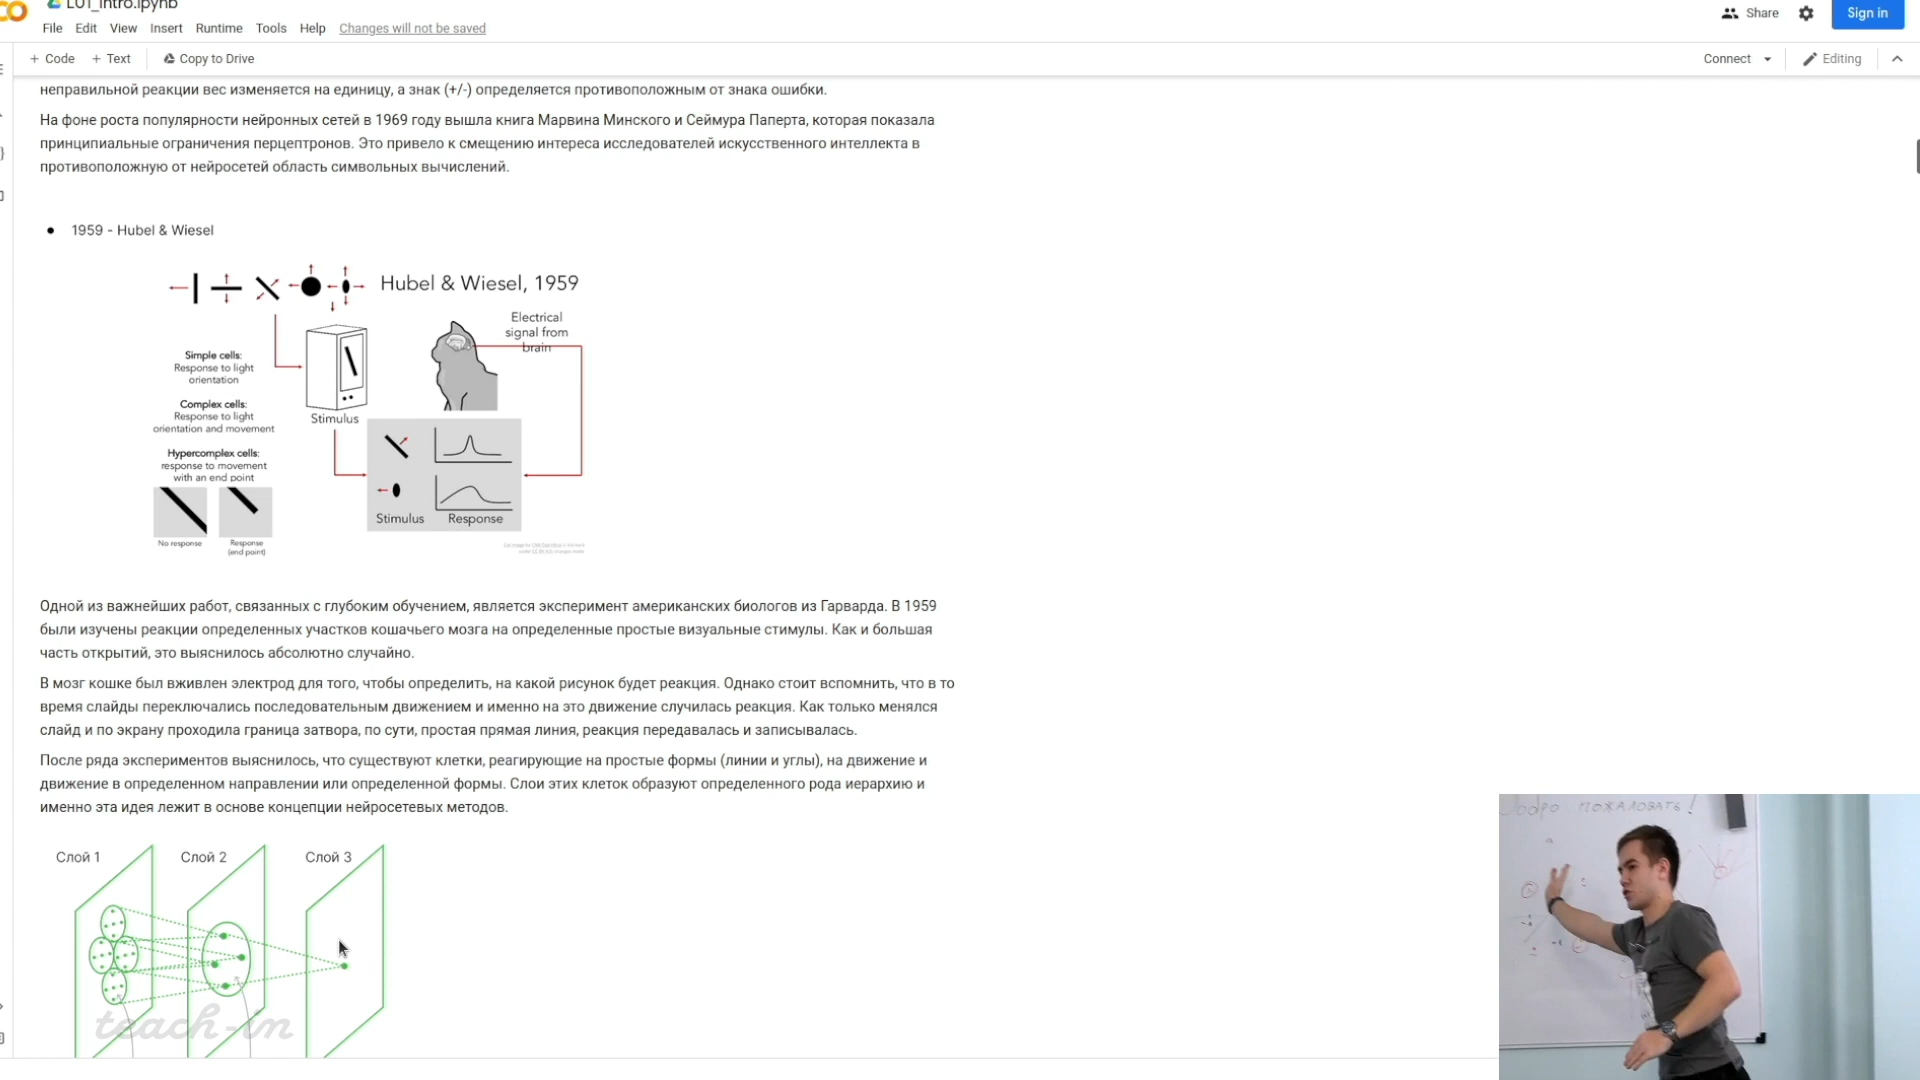 L01_Intro.ipynb
Share
Sign in
File Edit View Insert Runtime Tools Help Changes will not be saved
+ Code + Text Copy to Drive
Connect
Editing
неправильной реакции вес изменяется на единицу, а знак (+/-) определяется противоположным от знака ошибки.
На фоне роста популярности нейронных сетей в 1969 году вышла книга Марвина Минского и Сеймура Паперта, которая показала
принципиальные ограничения перцептронов. Это привело к смещению интереса исследователей искусственного интеллекта в
противоположную от нейросетей область символьных вычислений.
1959 - Hubel & Wiesel
Hubel & Wiesel, 1959
Electrical
signal from
brain
Simple cells:
Response to light
orientation
Complex cells:
Response to light
orientation and movement
Hypercomplex cells:
response to movement
with an end point
No response
Response
(end point)
Stimulus
Stimulus Response
Одной из важнейших работ, связанных с глубоким обучением, является эксперимент американских биологов из Гарварда. В 1959
были изучены реакции определенных участков кошачьего мозга на определенные простые визуальные стимулы. Как и большая
часть открытий, это выяснилось абсолютно случайно.
В мозг кошке был вживлен электрод для того, чтобы определить, на какой рисунок будет реакция. Однако стоит вспомнить, что в то
время слайды переключались последовательным движением и именно на это движение случилась реакция. Как только менялся
слайд и по экрану проходила граница затвора, по сути, простая прямая линия, реакция передавалась и записывалась.
После ряда экспериментов выяснилось, что существуют клетки, реагирующие на простые формы (линии и углы), на движение и
движение в определенном направлении или определенной формы. Слои этих клеток образуют определенного рода иерархию и
именно эта идея лежит в основе концепции нейросетевых методов.
Слой 1 Слой 2 Слой 3
teach-in
ПОЖАЛОВАТЬ!